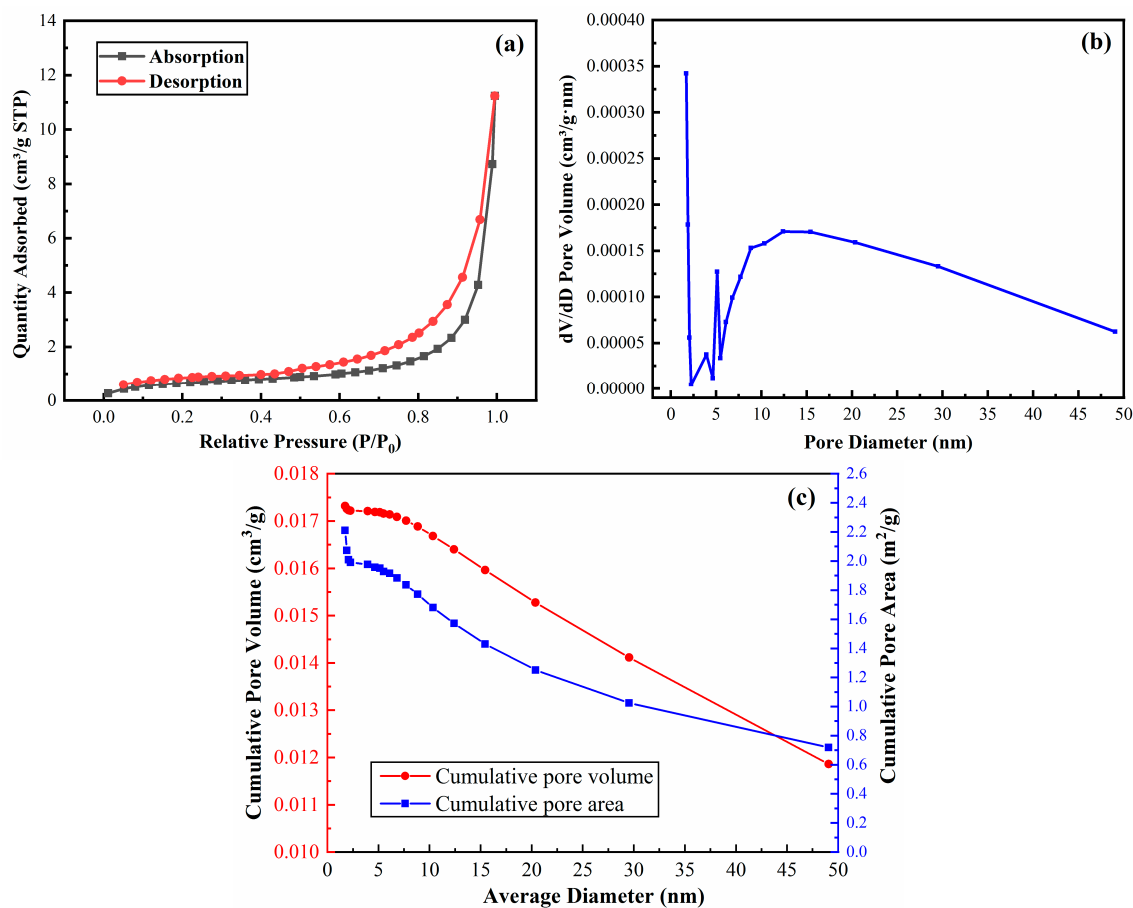 (a)
Absorption
Desorption
14
12
10
8
6
4
2
0
0.0 0.2 0.4 0.6 0.8 1.0
Quantity Adsorbed (cm³/g STP)
Relative Pressure (P/P₀)
(b)
0.00040
0.00035
0.00030
0.00025
0.00020
0.00015
0.00010
0.00005
0.00000
0 5 10 15 20 25 30 35 40 45 50
dV/dD Pore Volume (cm³/g·nm)
Pore Diameter (nm)
(c)
0.018
0.017
0.016
0.015
0.014
0.013
0.012
0.011
0.010
Cumulative Pore Volume (cm³/g)
2.6
2.4
2.2
2.0
1.8
1.6
1.4
1.2
1.0
0.8
0.6
0.4
0.2
0.0
Cumulative Pore Area (m²/g)
Cumulative pore volume
Cumulative pore area
0 5 10 15 20 25 30 35 40 45 50
Average Diameter (nm)